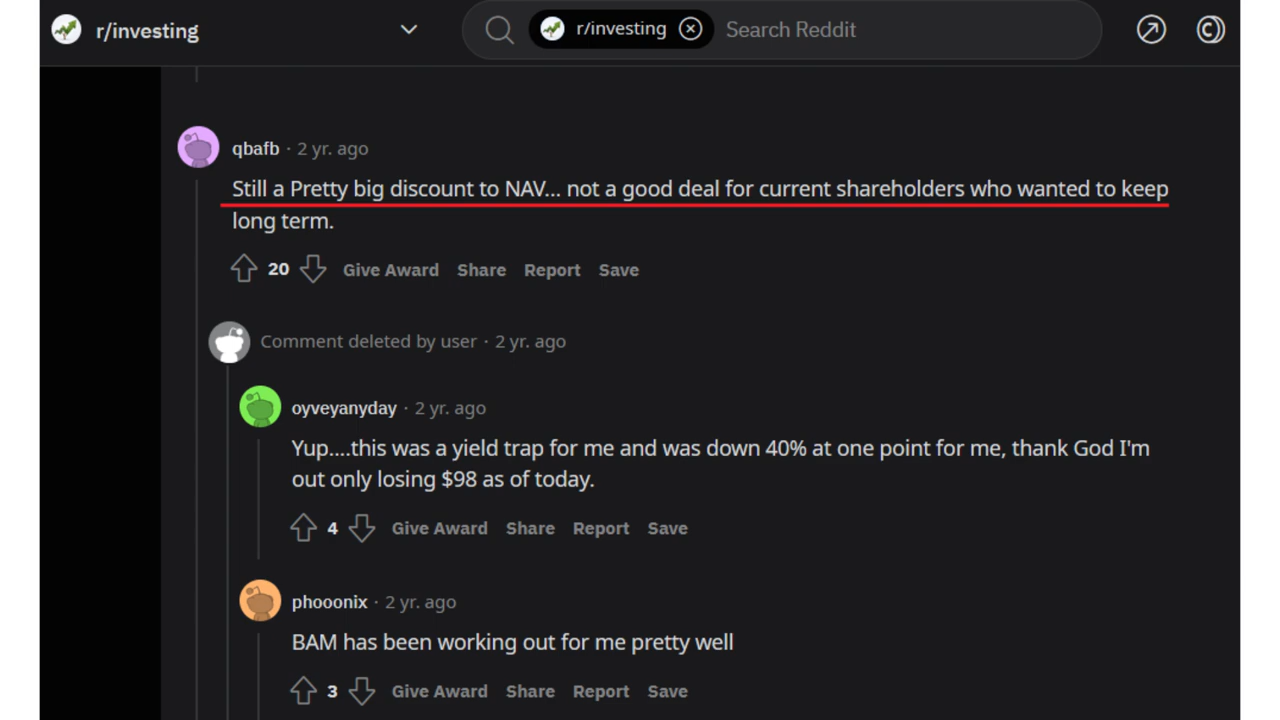 r/investing
r/investing
Search Reddit
qbafb · 2 yr. ago
Still a Pretty big discount to NAV... not a good deal for current shareholders who wanted to keep
long term.
20 Give Award Share Report Save
Comment deleted by user · 2 yr. ago
oyveyanyday · 2 yr. ago
Yup....this was a yield trap for me and was down 40% at one point for me, thank God I'm
out only losing $98 as of today.
4 Give Award Share Report Save
phooonix · 2 yr. ago
BAM has been working out for me pretty well
3 Give Award Share Report Save